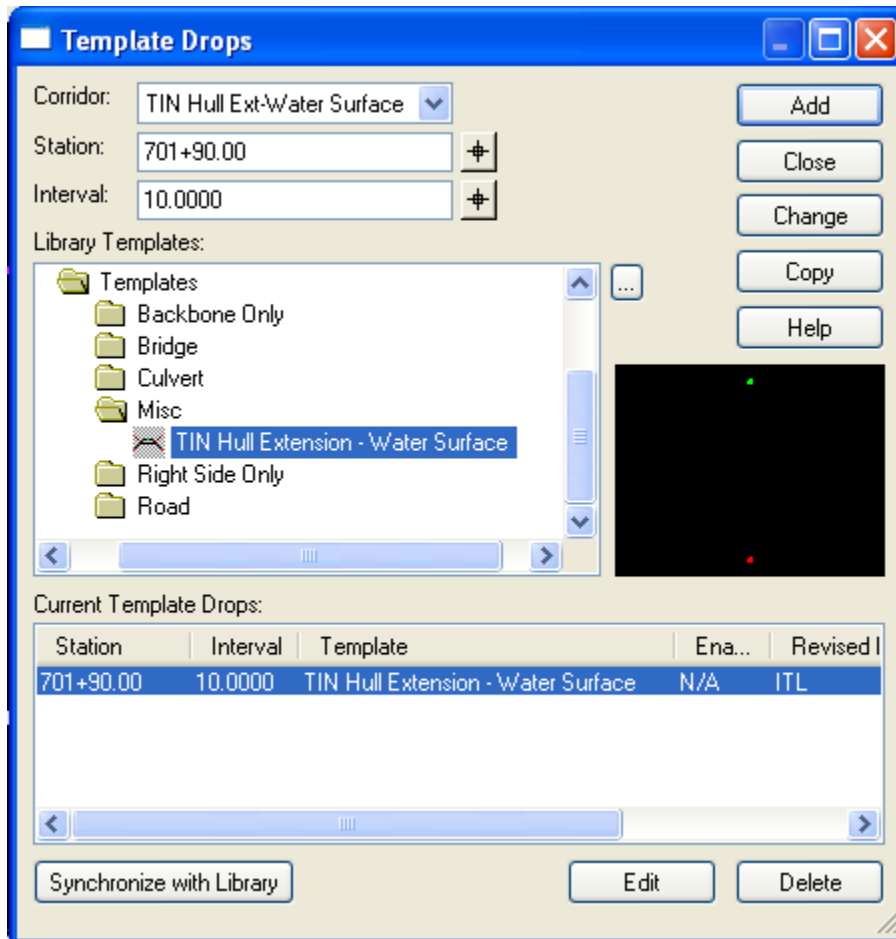 Template Drops
Corridor: TIN Hull Ext-Water Surface Add
Station: 701+90.00 Close
Interval: 10.0000 Change
Library Templates:
Templates ... Copy
Backbone Only
Bridge Help
Culvert
Misc
TIN Hull Extension - Water Surface
Right Side Only
Road
Current Template Drops:
Station Interval Template Ena... Revised I
701+90.00 10.0000 TIN Hull Extension - Water Surface N/A ITL
Synchronize with Library Edit Delete